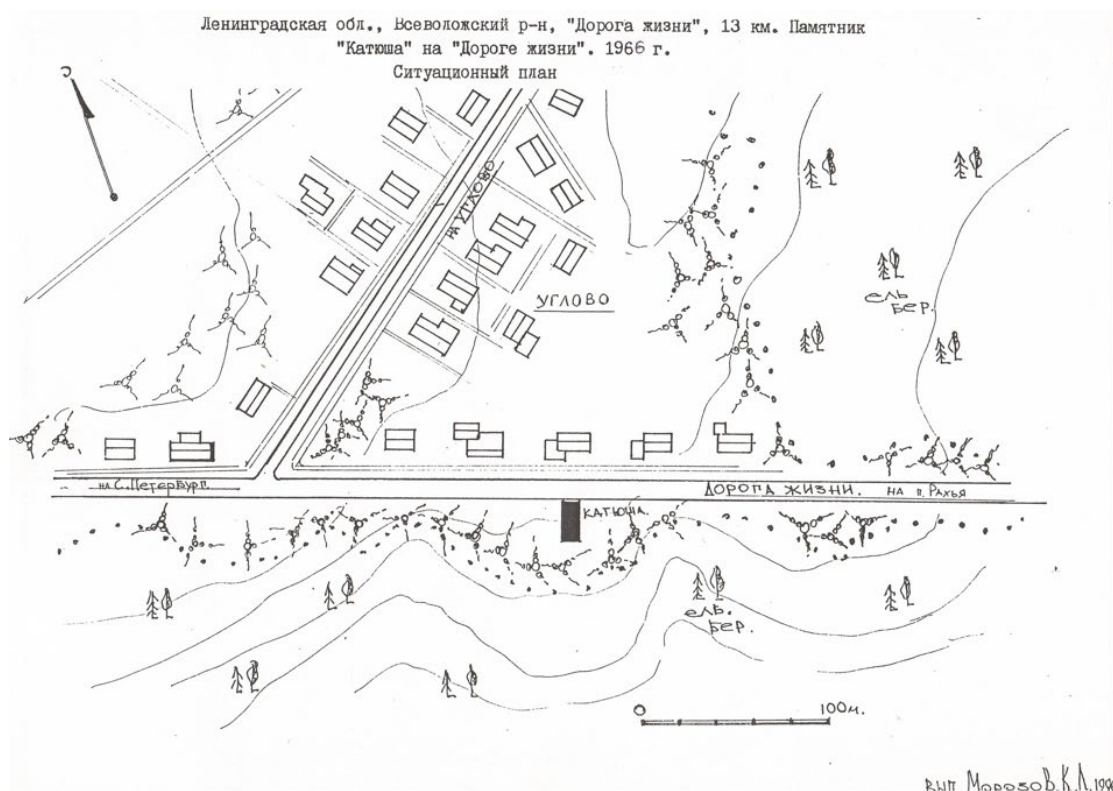 Ленинградская обл., Всеволожский р-н, "Дорога жизни", 13 км. Памятник
"Катюша" на "Дороге жизни". 1966 г.
Ситуационный план
на Углово
Углово
ель
бер.
на С. Петербург.
Дорога жизни. на п. Рахья
Катюша.
ель.
бер.
0 100м.
вып Морозов.К.Л.